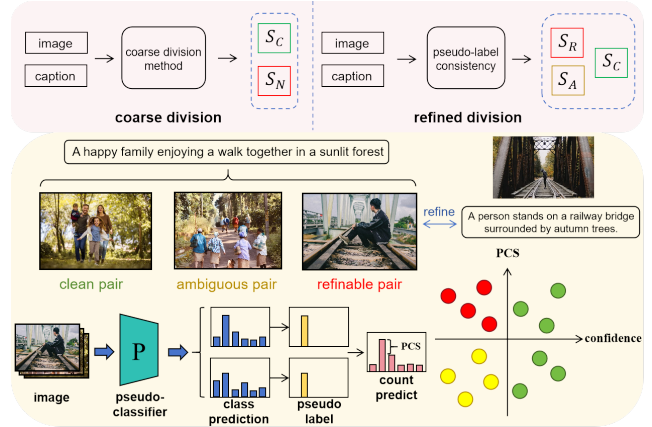 image
caption
coarse division
method
S_C
S_N
coarse division
image
caption
pseudo-label
consistency
S_R
S_A
S_C
refined division
A happy family enjoying a walk together in a sunlit forest
clean pair
ambiguous pair
refinable pair
refine
A person stands on a railway bridge
surrounded by autumn trees.
PCS
confidence
image
P
pseudo-
classifier
class
prediction
pseudo
label
PCS
count
predict